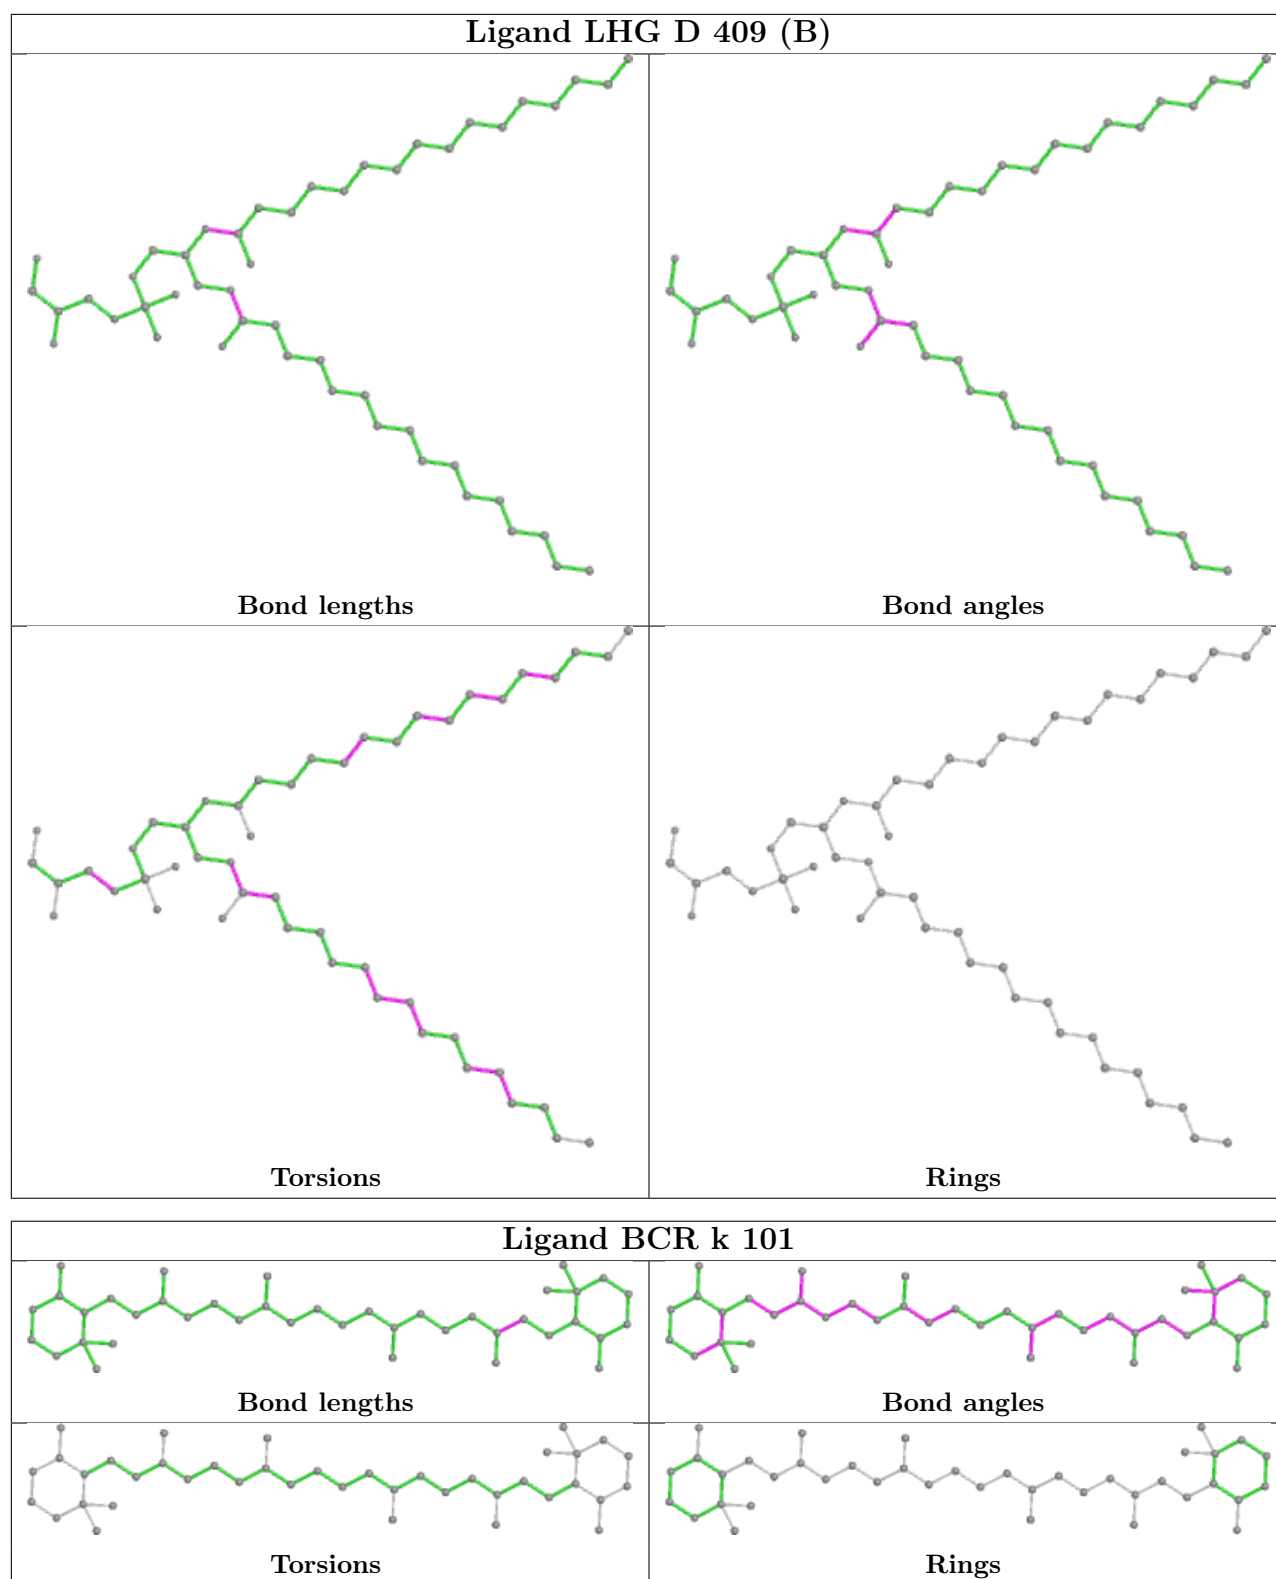 Ligand LHG D 409 (B)
Bond lengths
Bond angles
Torsions
Rings
Ligand BCR k 101
Bond lengths
Bond angles
Torsions
Rings